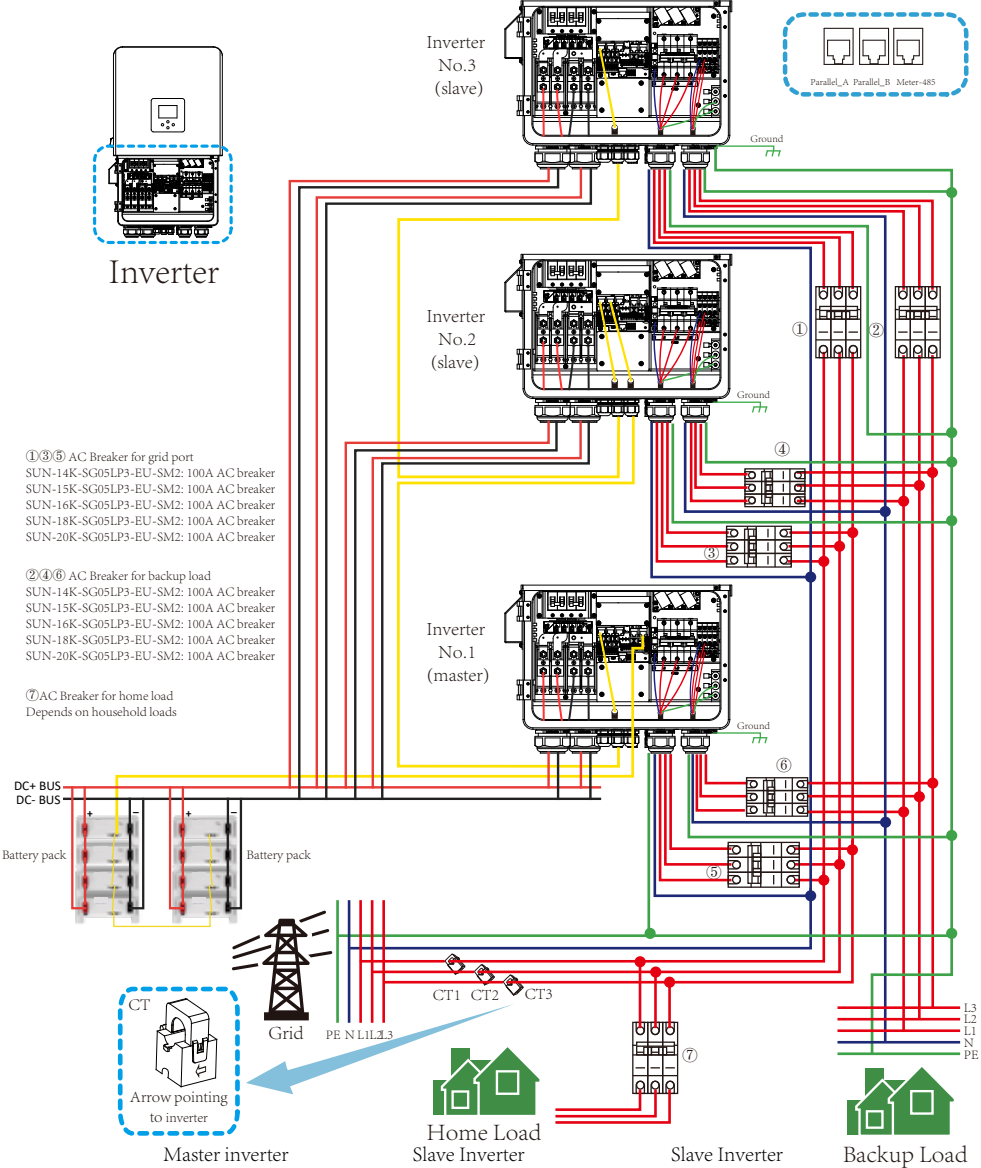 Inverter
No.3
(slave)
Parallel_A Parallel_B Meter-485
Ground
Inverter
Inverter
No.2
(slave)
①
②
Ground
①③⑤ AC Breaker for grid port
SUN-14K-SG05LP3-EU-SM2: 100A AC breaker
SUN-15K-SG05LP3-EU-SM2: 100A AC breaker
SUN-16K-SG05LP3-EU-SM2: 100A AC breaker
SUN-18K-SG05LP3-EU-SM2: 100A AC breaker
SUN-20K-SG05LP3-EU-SM2: 100A AC breaker
④
③
②④⑥ AC Breaker for backup load
SUN-14K-SG05LP3-EU-SM2: 100A AC breaker
SUN-15K-SG05LP3-EU-SM2: 100A AC breaker
SUN-16K-SG05LP3-EU-SM2: 100A AC breaker
SUN-18K-SG05LP3-EU-SM2: 100A AC breaker
SUN-20K-SG05LP3-EU-SM2: 100A AC breaker
Inverter
No.1
(master)
⑦AC Breaker for home load
Depends on household loads
Ground
⑥
DC+ BUS
DC- BUS
+ −
+ −
Battery pack
Battery pack
⑤
CT1 CT2 CT3
CT
Grid
PE N L1 L2 L3
⑦
L3
L2
L1
N
PE
Arrow pointing
to inverter
Home Load
Backup Load
Master inverter
Slave Inverter
Slave Inverter